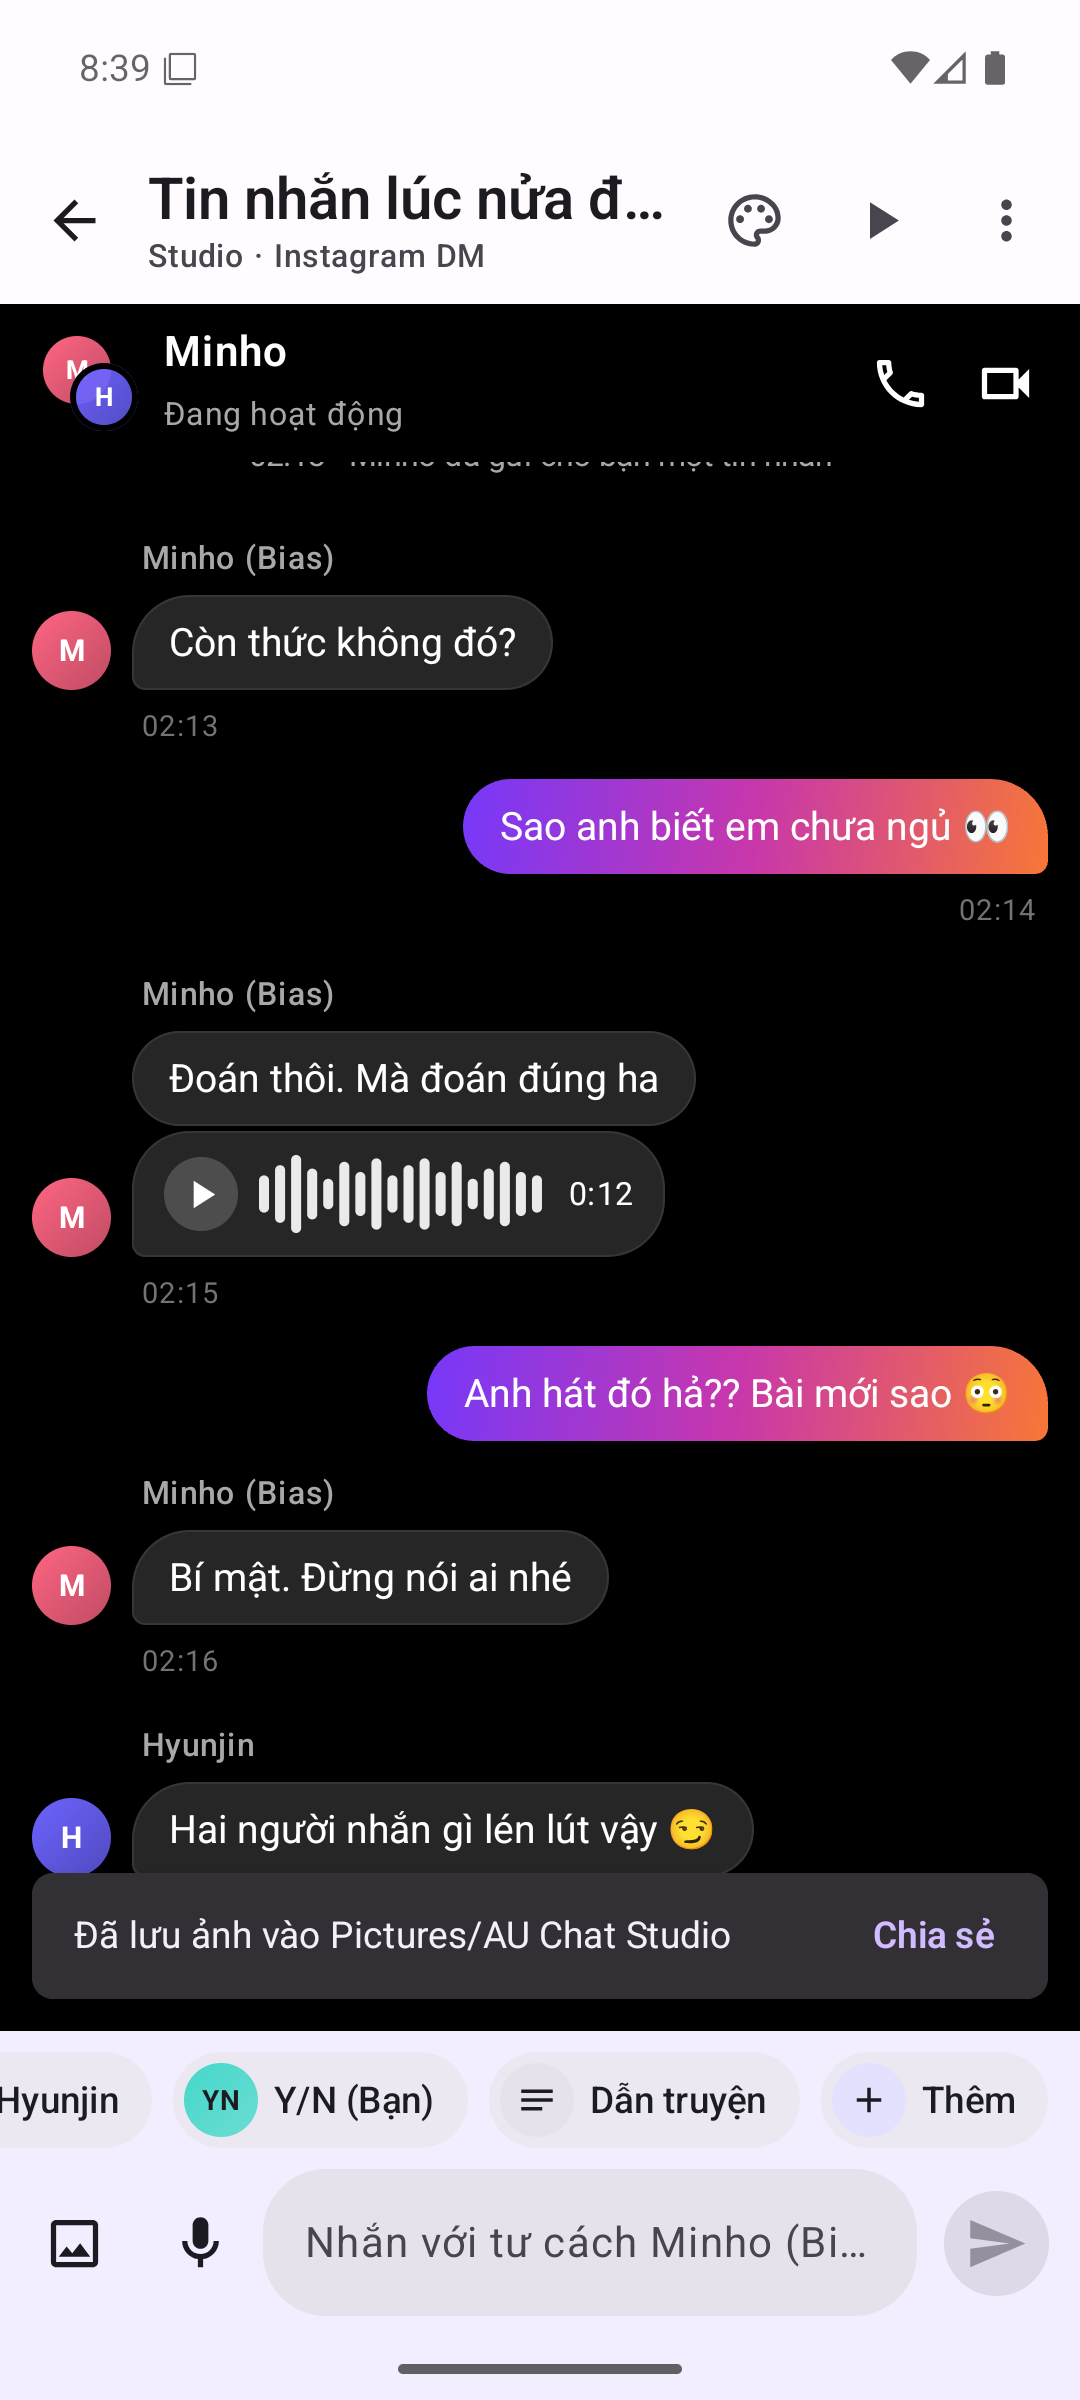 8:39
Tin nhắn lúc nửa đ...
Studio · Instagram DM
M
H
Minho
Đang hoạt động
Minho (Bias)
M
Còn thức không đó?
02:13
Sao anh biết em chưa ngủ 👀
02:14
Minho (Bias)
Đoán thôi. Mà đoán đúng ha
M
0:12
02:15
Anh hát đó hả?? Bài mới sao 😳
Minho (Bias)
M
Bí mật. Đừng nói ai nhé
02:16
Hyunjin
H
Hai người nhắn gì lén lút vậy 😏
Đã lưu ảnh vào Pictures/AU Chat Studio
Chia sẻ
Hyunjin
YN
Y/N (Bạn)
Dẫn truyện
Thêm
Nhắn với tư cách Minho (Bi...